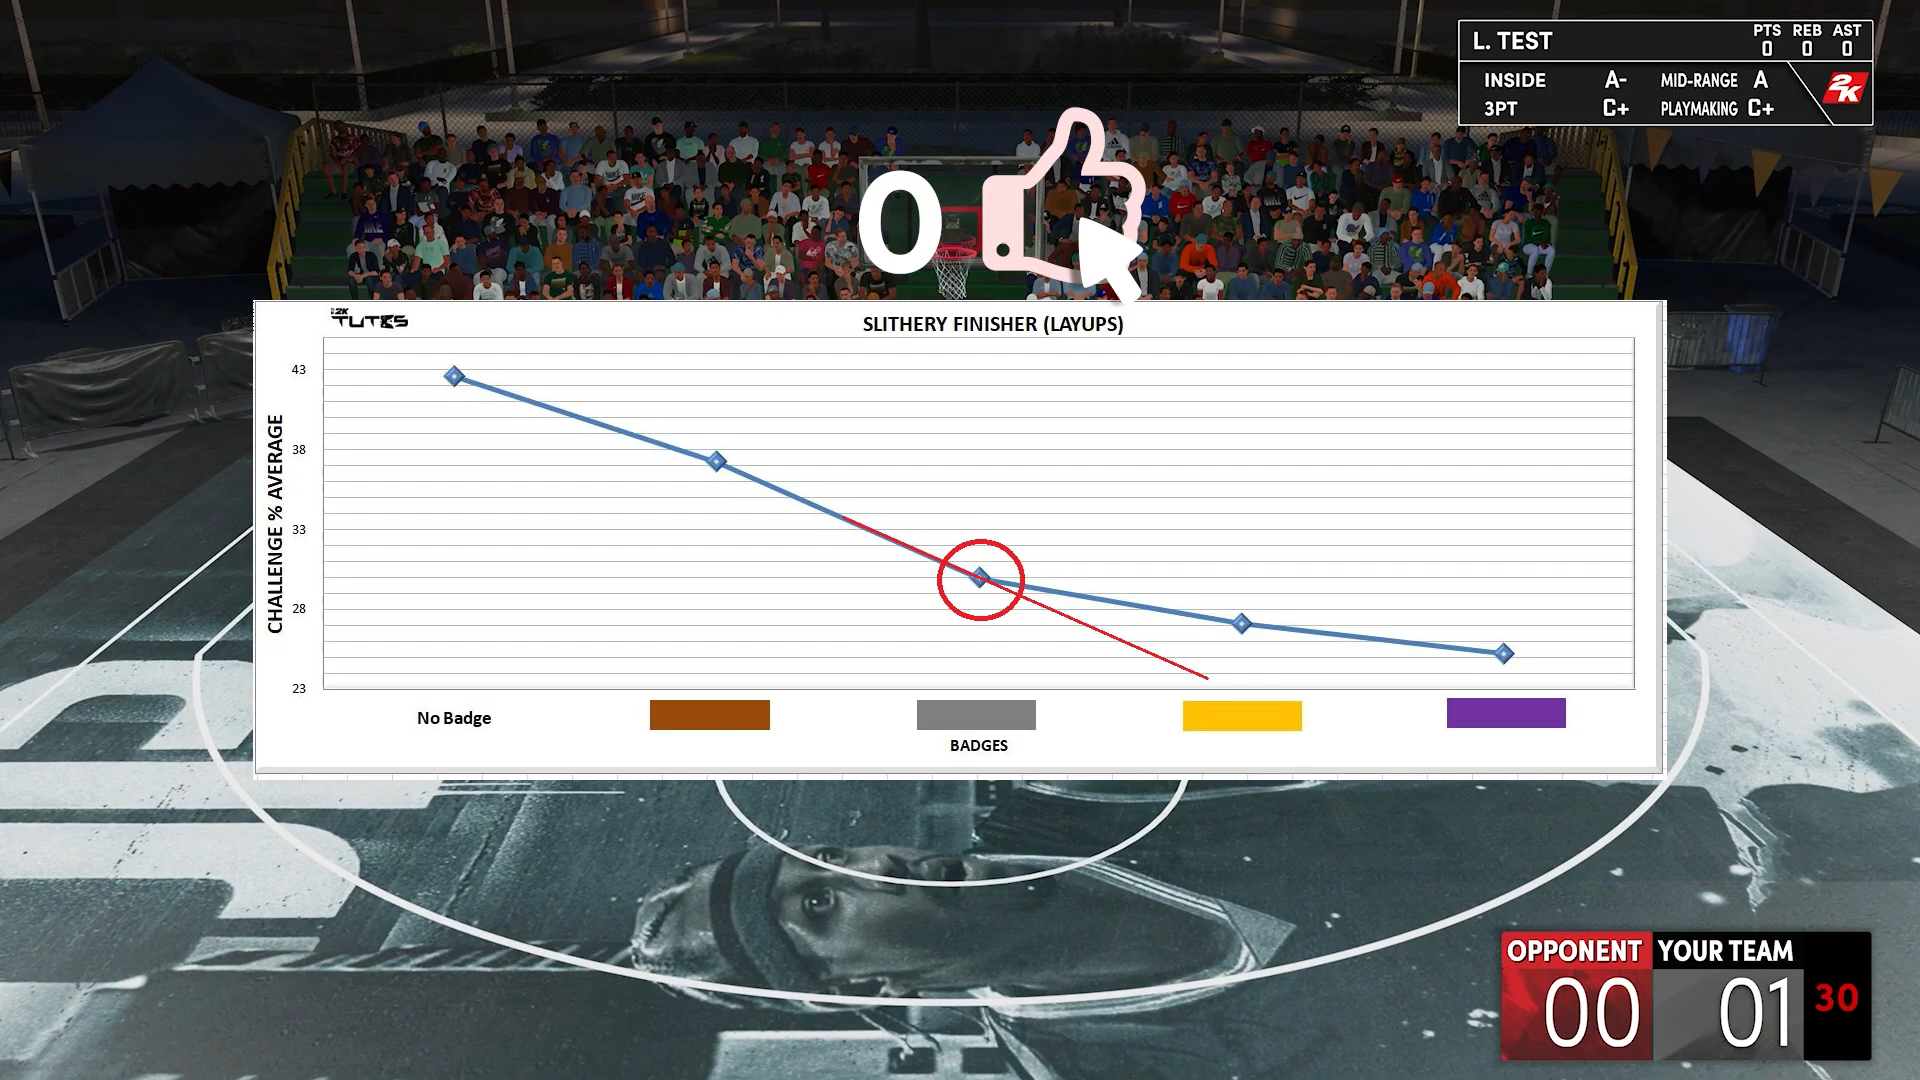 L. TEST
PTS REB AST
0 0 0
INSIDE A- MID-RANGE A
3PT C+ PLAYMAKING C+
2K
0
2K
TUTES
SLITHERY FINISHER (LAYUPS)
CHALLENGE % AVERAGE
43
38
33
28
23
No Badge
BADGES
OPPONENT YOUR TEAM
00 01 30